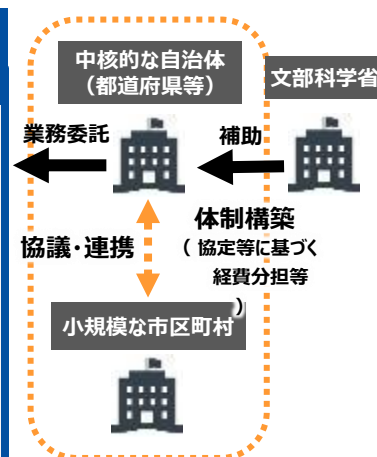 中核的な自治体
（都道府県等）
文部科学省
業務委託
補助
体制構築
（ 協定等に基づく
経費分担等
）
協議・連携
小規模な市区町村